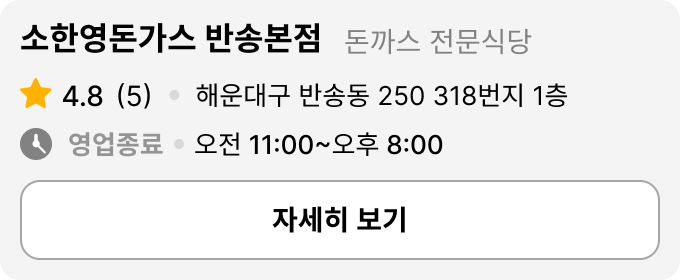 소한영돈가스 반송본점 돈까스 전문식당
4.8 (5) • 해운대구 반송동 250 318번지 1층
영업종료 • 오전 11:00~오후 8:00
자세히 보기